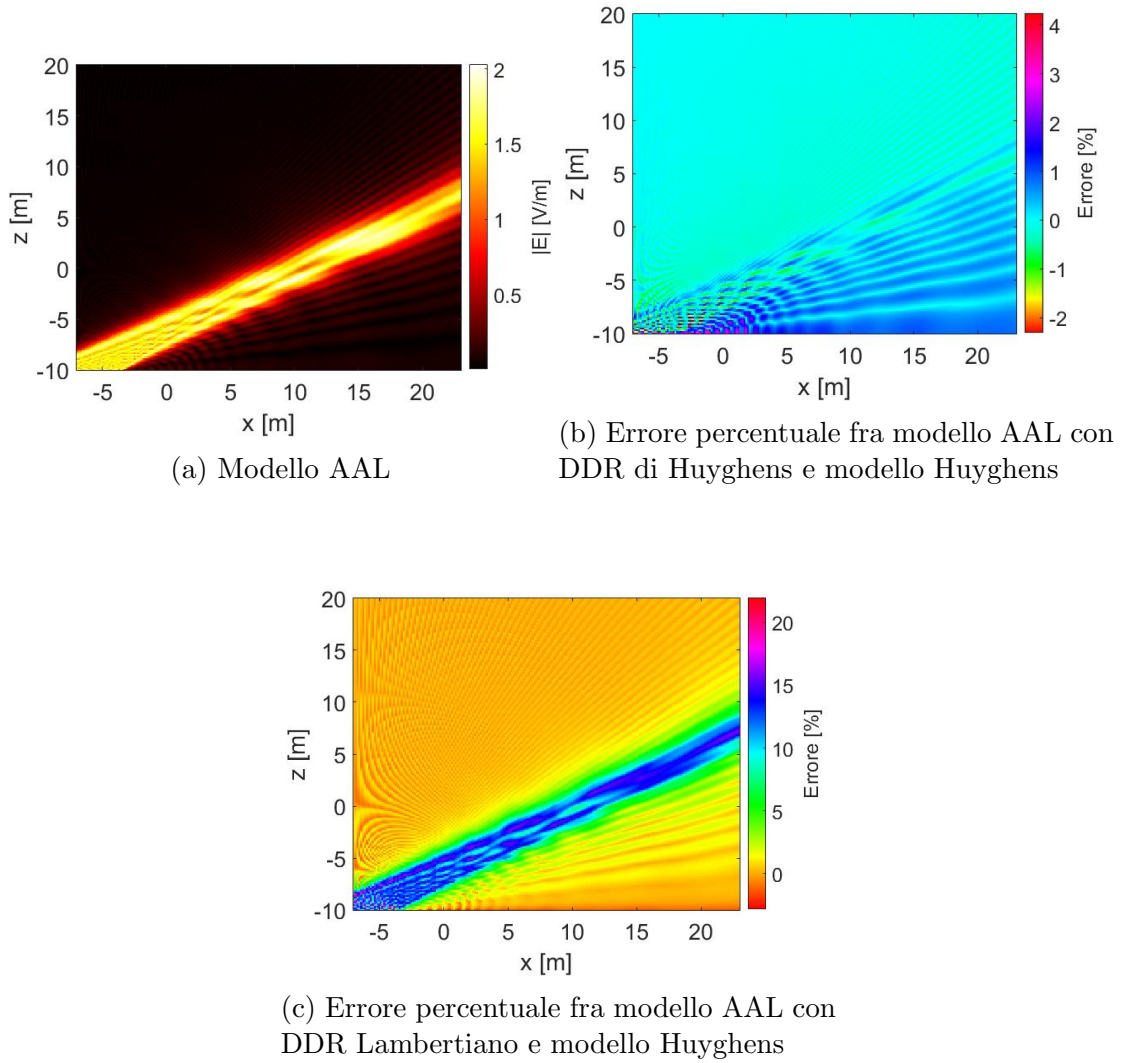 20
15
10
5
0
-5
-10
z [m]
-5 0 5 10 15 20
x [m]
2
1.5
1
0.5
|E| [V/m]
(a) Modello AAL
20
15
10
5
0
-5
-10
z [m]
-5 0 5 10 15 20
x [m]
4
3
2
1
0
-1
-2
Errore [%]
(b) Errore percentuale fra modello AAL con
DDR di Huyghens e modello Huyghens
20
15
10
5
0
-5
-10
z [m]
-5 0 5 10 15 20
x [m]
20
15
10
5
0
Errore [%]
(c) Errore percentuale fra modello AAL con
DDR Lambertiano e modello Huyghens